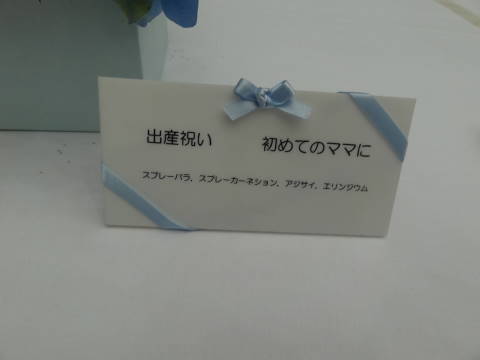 出産祝い　初めてのママに
スプレーバラ、スプレーカーネション、アジサイ、エリンジウム